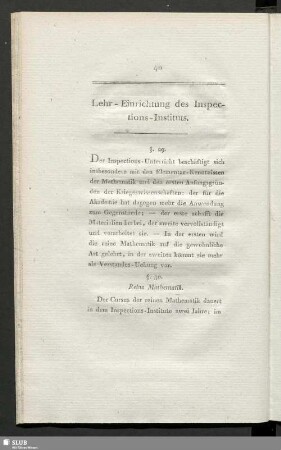 40
Lehr-Einrichtung des Inspec-
tions-Instituts.
§. 29.
Der Inspections-Unterricht beschäftigt sich
insbesondere mit den Elementar-Kenntnissen
der Mathematik und den ersten Anfangsgrün-
den der Kriegswissenschaften: der für die
Akademie hat dagegen mehr die Anwendung
zum Gegenstande; — der erste schafft die
Materialien herbei, der zweite vervollständigt
und verarbeitet sie. — In der ersten wird
die reine Mathematik auf die gewöhnliche
Art gelehrt, in der zweiten kommt sie mehr
als Verstandes-Uebung vor.
§. 30.
Reine Mathematik.
Der Cursus der reinen Mathematik dauert
in dem Inspections-Institute zwei Jahre; im
SLUB